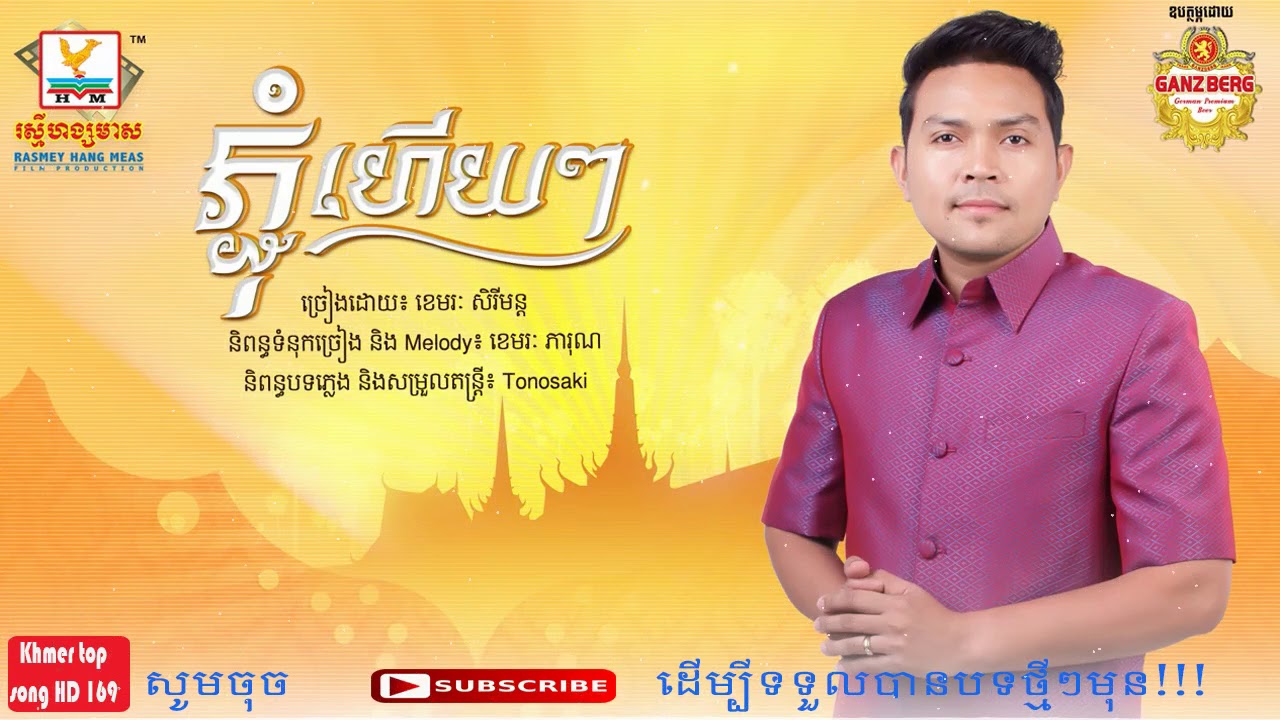 TM
HM
រស្មីហង្សមាស
RASMEY HANG MEAS
FILM PRODUCTION
ឧបត្ថម្ភដោយ
GANZBERG
German Premium
Beer
ភ្ជុំហើយៗ
ច្រៀងដោយ៖ ខេមរៈ សិរីមន្ត
និពន្ធទំនុកច្រៀង និង Melody៖ ខេមរៈ ភារុណ
និពន្ធបទភ្លេង និងសម្រួលតន្ត្រី៖ Tonosaki
Khmer top
song HD 169
សូមចុច
SUBSCRIBE
ដើម្បីទទួលបានបទថ្មីៗមុន!!!